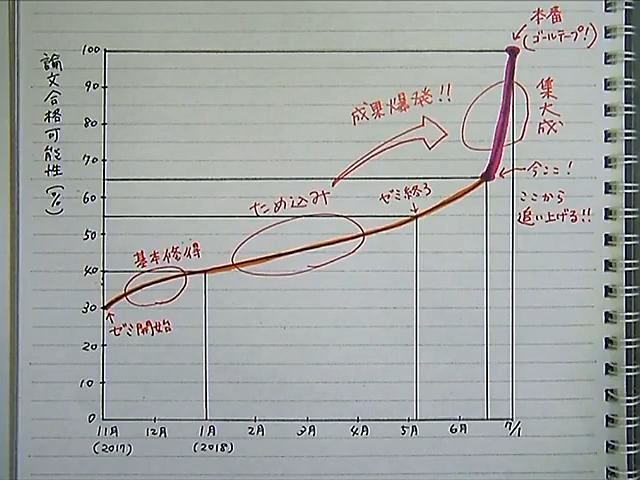 本番
(ゴールテープ!)
論文合格可能性(%)
100
90
80
70
60
50
40
30
20
10
0
成果爆発!!
集大成
今ここ!
ここから
追い上げる!!
ため込み
ゼミ終了
基本修得
ゼミ開始
11月 12月 1月 2月 3月 4月 5月 6月 7/1
(2017) (2018)